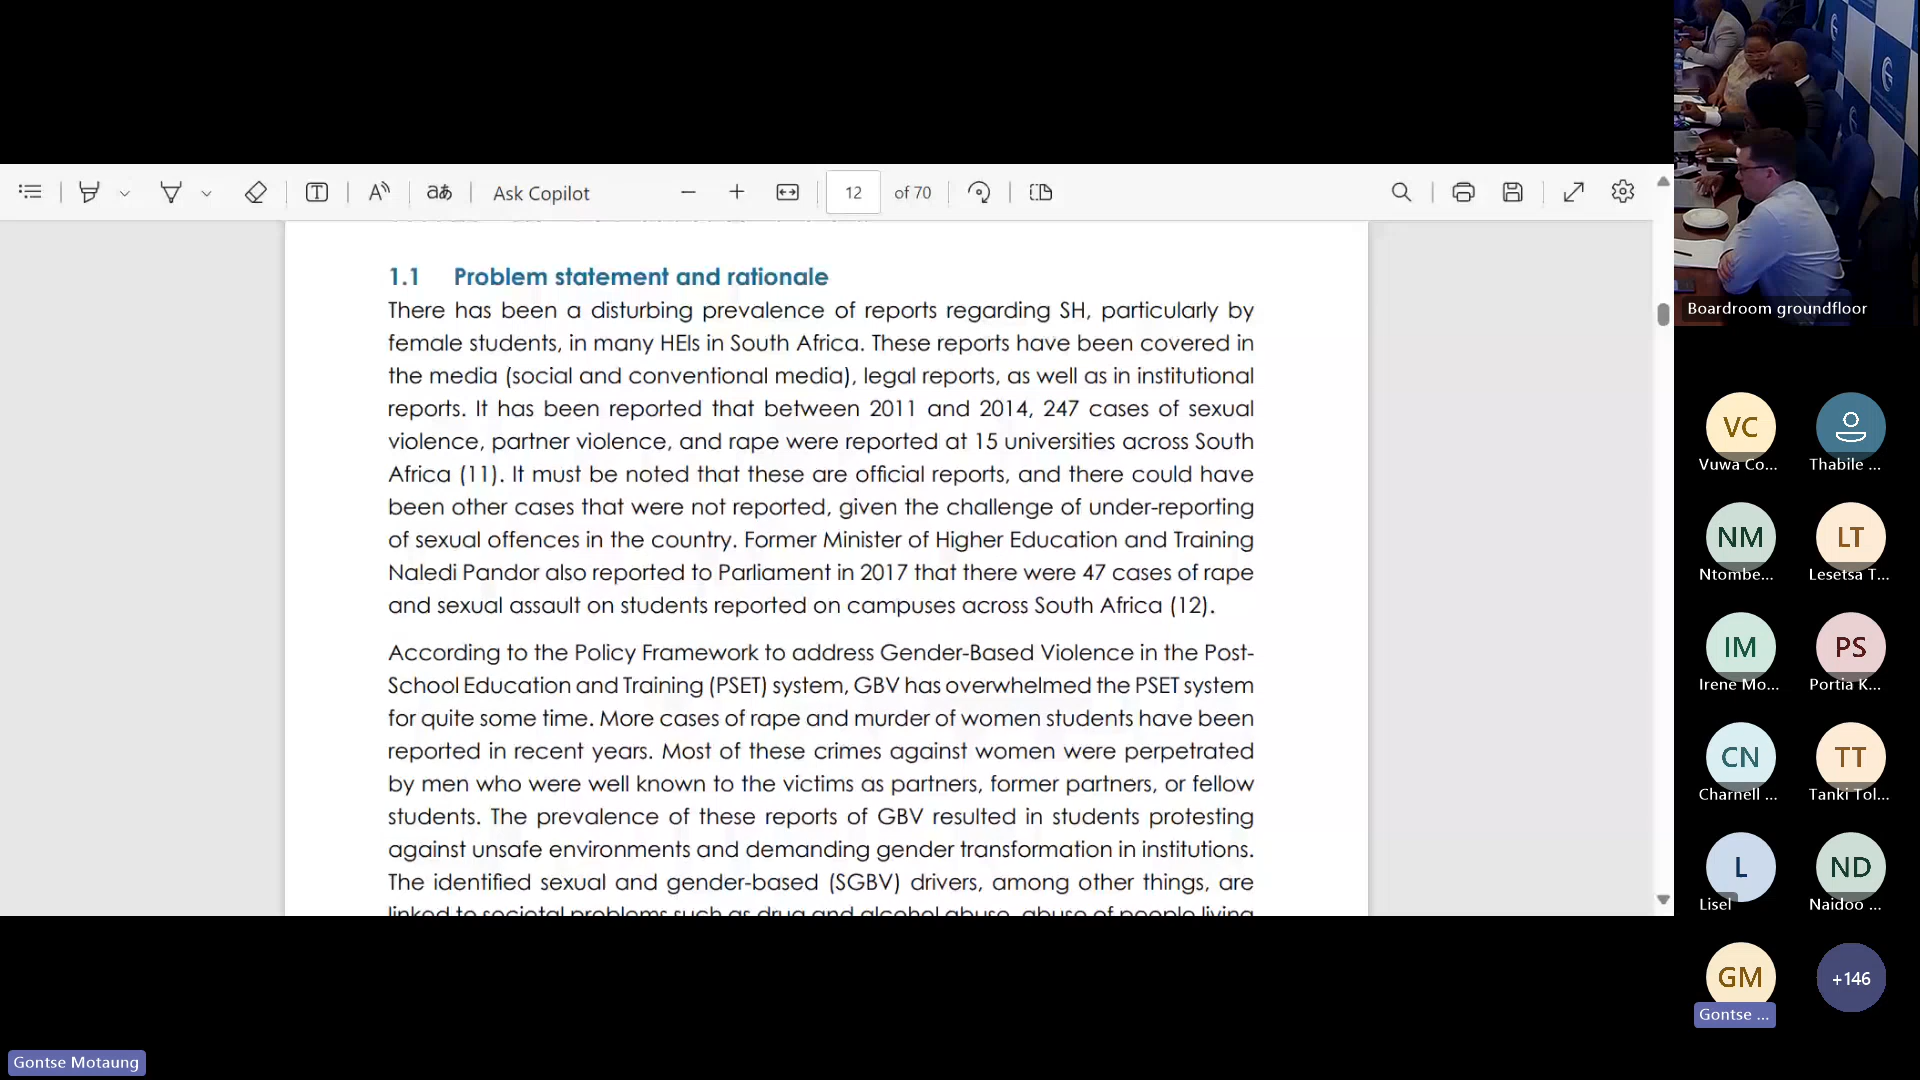 Ask Copilot
12 of 70
1.1 Problem statement and rationale
There has been a disturbing prevalence of reports regarding SH, particularly by
female students, in many HEIs in South Africa. These reports have been covered in
the media (social and conventional media), legal reports, as well as in institutional
reports. It has been reported that between 2011 and 2014, 247 cases of sexual
violence, partner violence, and rape were reported at 15 universities across South
Africa (11). It must be noted that these are official reports, and there could have
been other cases that were not reported, given the challenge of under-reporting
of sexual offences in the country. Former Minister of Higher Education and Training
Naledi Pandor also reported to Parliament in 2017 that there were 47 cases of rape
and sexual assault on students reported on campuses across South Africa (12).
According to the Policy Framework to address Gender-Based Violence in the Post-
School Education and Training (PSET) system, GBV has overwhelmed the PSET system
for quite some time. More cases of rape and murder of women students have been
reported in recent years. Most of these crimes against women were perpetrated
by men who were well known to the victims as partners, former partners, or fellow
students. The prevalence of these reports of GBV resulted in students protesting
against unsafe environments and demanding gender transformation in institutions.
The identified sexual and gender-based (SGBV) drivers, among other things, are
linked to societal problems such as drug and alcohol abuse, abuse of people living
Boardroom groundfloor
VC
Vuwa Co...
Thabile ...
NM
Ntombe...
LT
Lesetsa T...
IM
Irene Mo...
PS
Portia K...
CN
Charnell ...
TT
Tanki Tol...
L
Lisel
ND
Naidoo ...
GM
Gontse ...
+146
Gontse Motaung